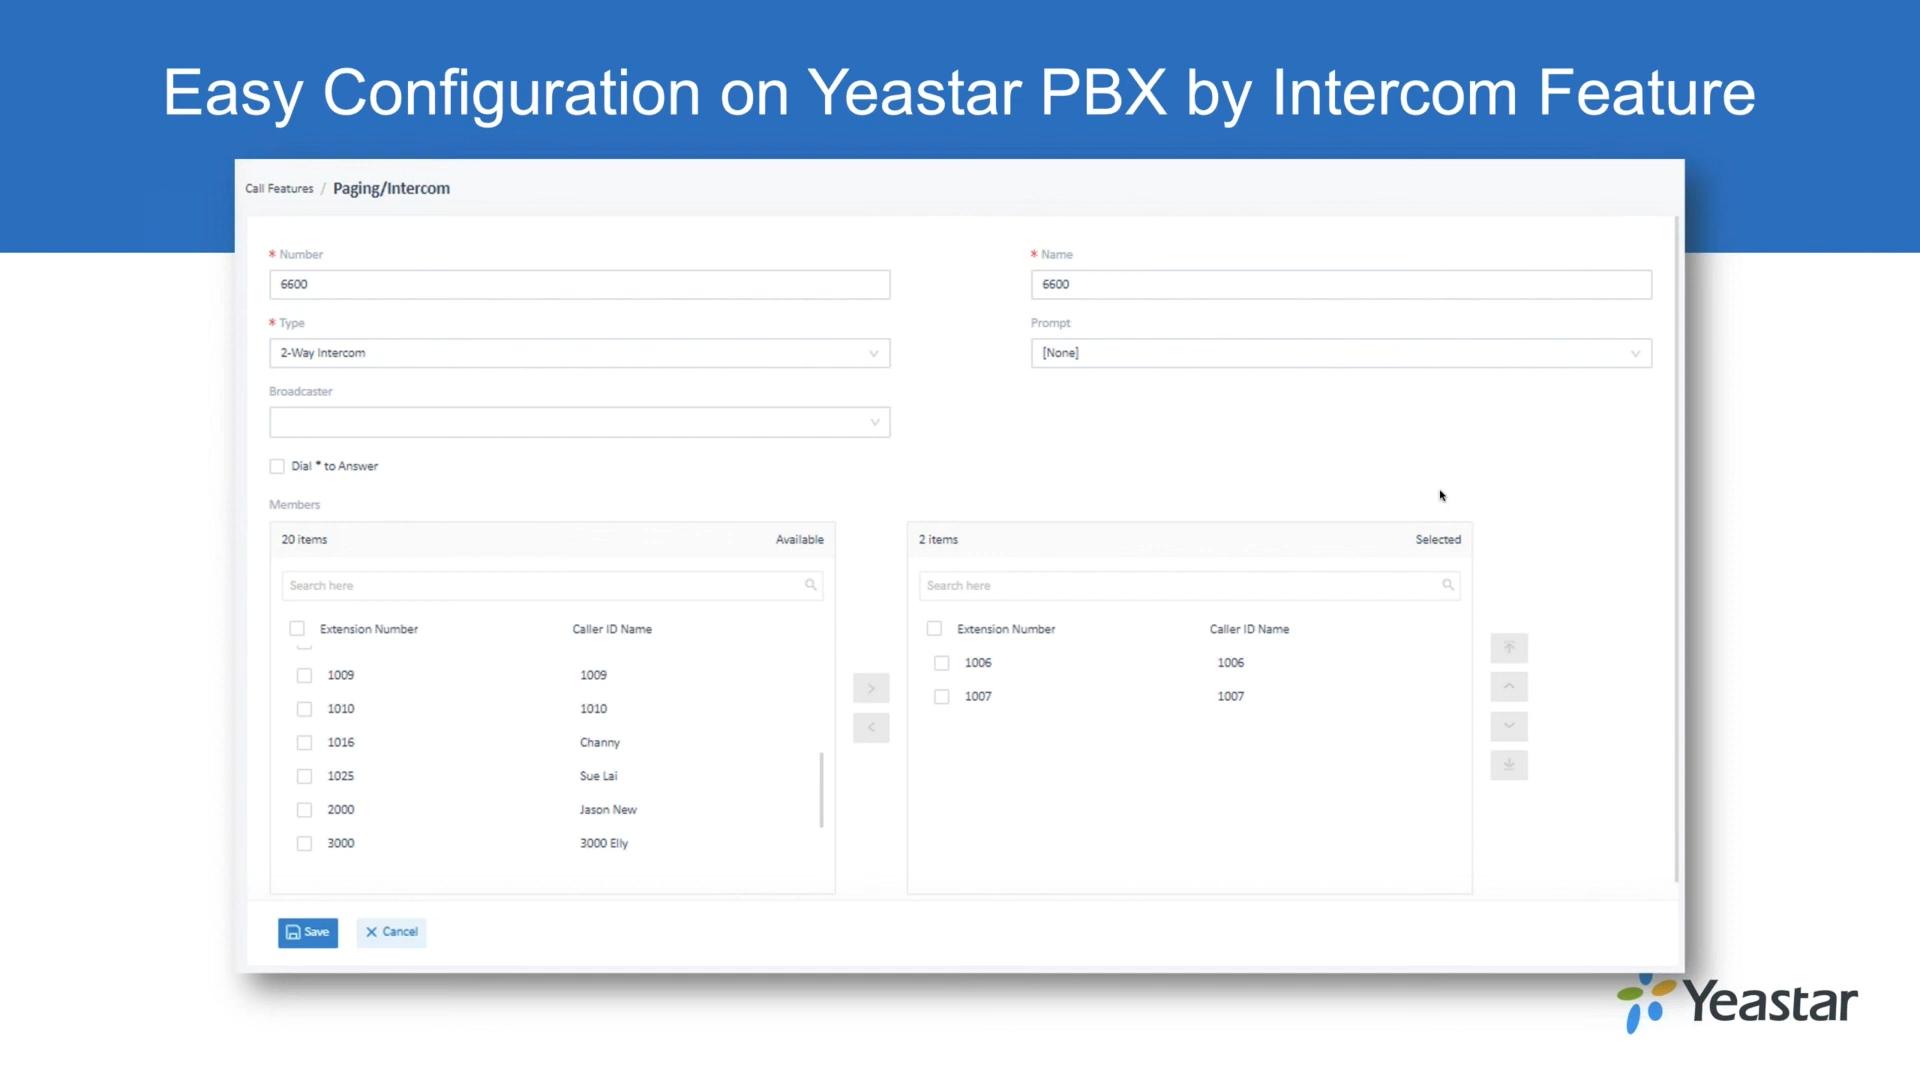 Easy Configuration on Yeastar PBX by Intercom Feature
Call Features / Paging/Intercom
* Number
* Name
6600
6600
* Type
Prompt
2-Way Intercom
[None]
Broadcaster
Dial * to Answer
Members
20 items Available
2 items Selected
Search here
Search here
Extension Number Caller ID Name
Extension Number Caller ID Name
1006 1006
1009 1009
1007 1007
1010 1010
1016 Channy
1025 Sue Lai
2000 Jason New
3000 3000 Elly
Save
Cancel
Yeastar